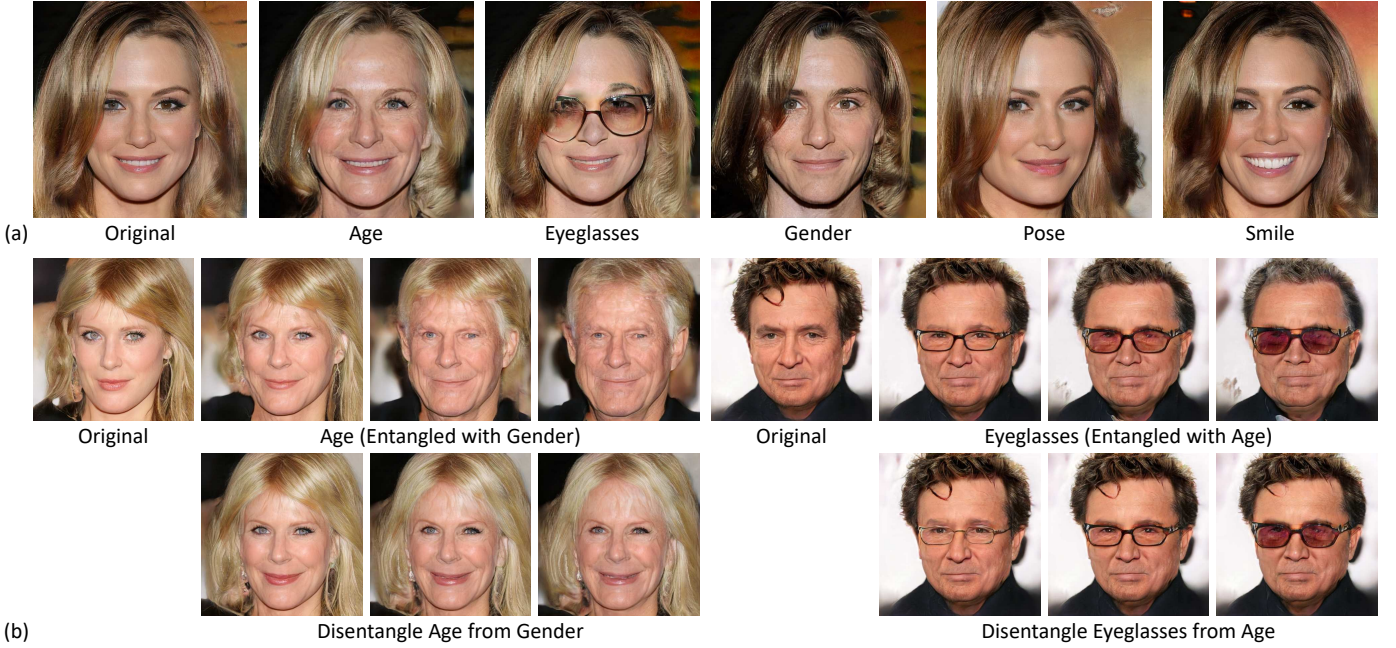 (a) Original Age Eyeglasses Gender Pose Smile
Original Age (Entangled with Gender) Original Eyeglasses (Entangled with Age)
(b) Disentangle Age from Gender Disentangle Eyeglasses from Age